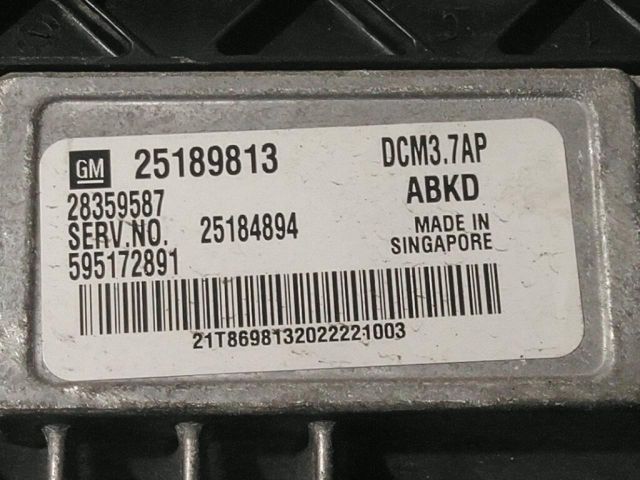 GM 25189813 DCM3.7AP
28359587 ABKD
SERV.NO. 25184894 MADE IN
595172891 SINGAPORE
21T8698132022221003